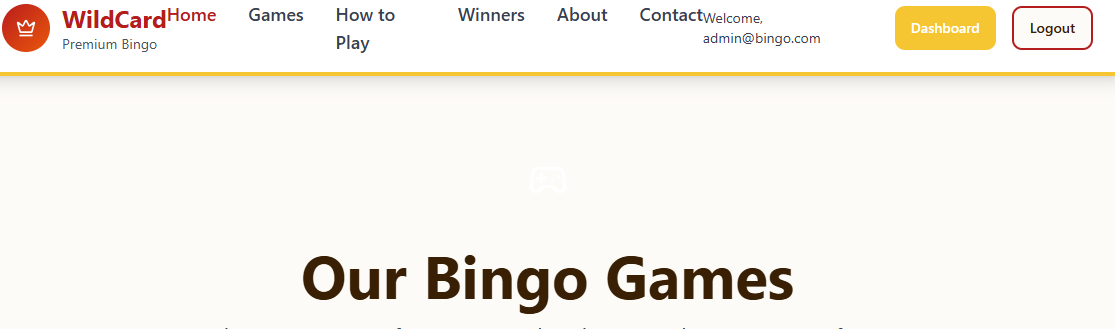 WildCard
Premium Bingo
Home
Games
How to
Play
Winners
About
Contact
Welcome,
admin@bingo.com
Dashboard
Logout
Our Bingo Games